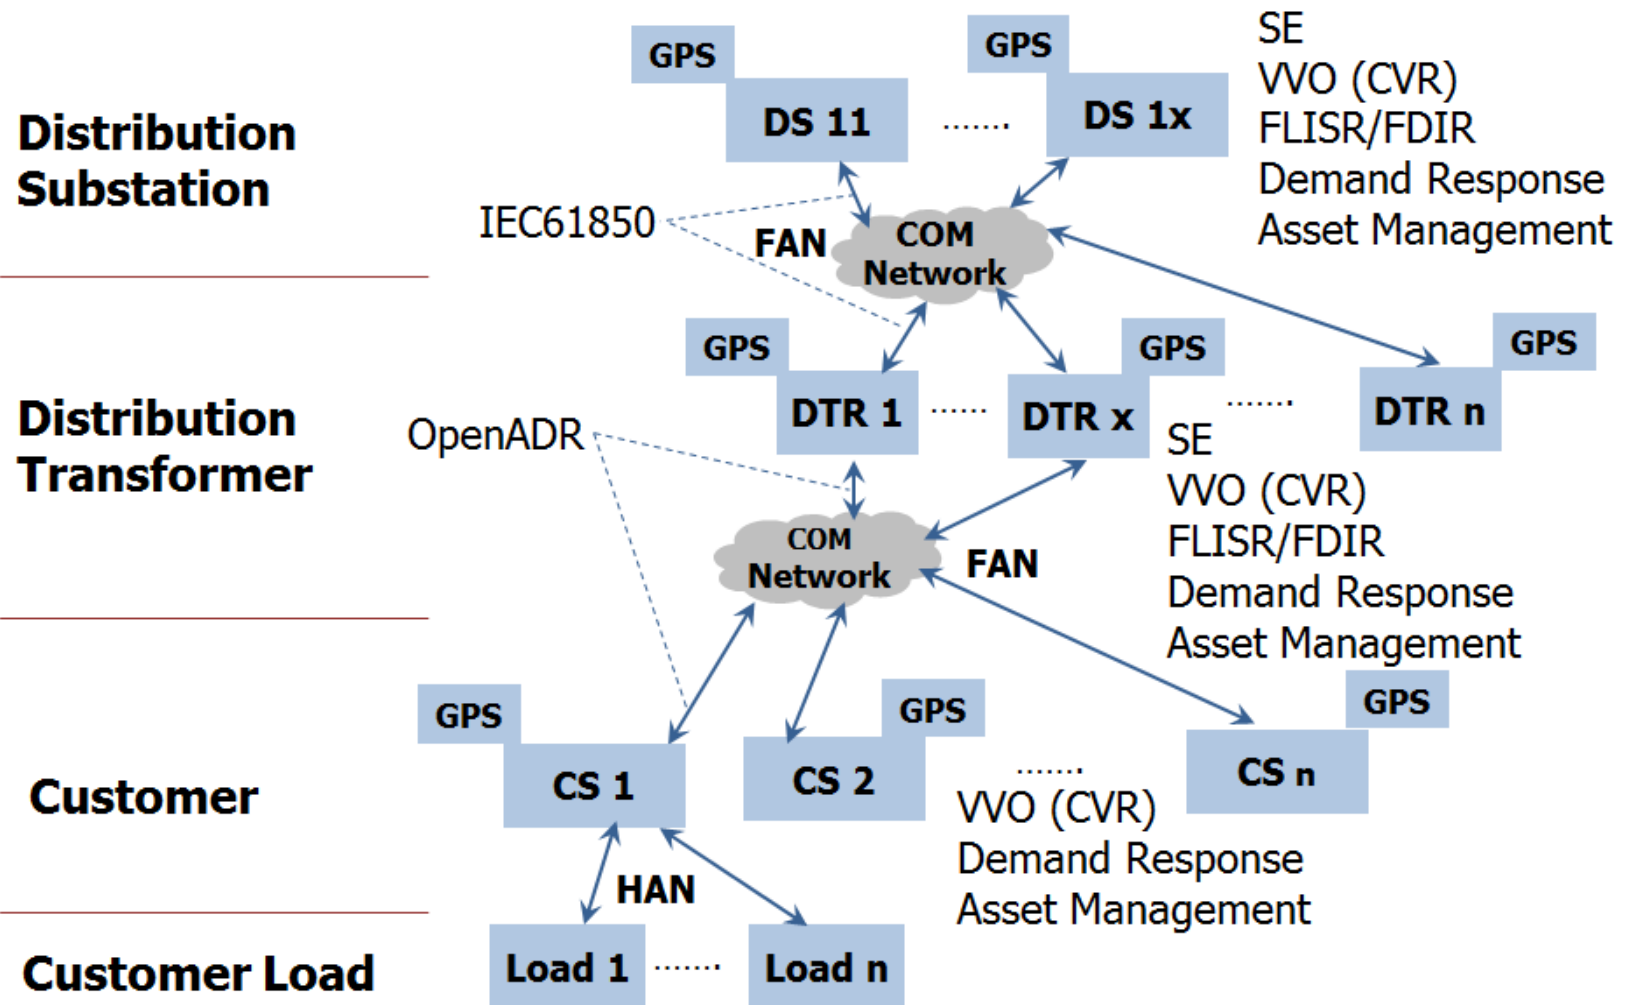 GPS
GPS
SE
DS 11
.......
DS 1x
VVO (CVR)
FLISR/FDIR
Distribution
Substation
Demand Response
Asset Management
IEC61850
FAN
COM
Network
GPS
GPS
GPS
Distribution
Transformer
DTR 1
......
DTR x
.......
DTR n
OpenADR
SE
VVO (CVR)
FLISR/FDIR
Demand Response
Asset Management
COM
Network
FAN
GPS
GPS
GPS
Customer
CS 1
CS 2
.......
CS n
VVO (CVR)
Demand Response
Asset Management
HAN
Customer Load
Load 1
.......
Load n